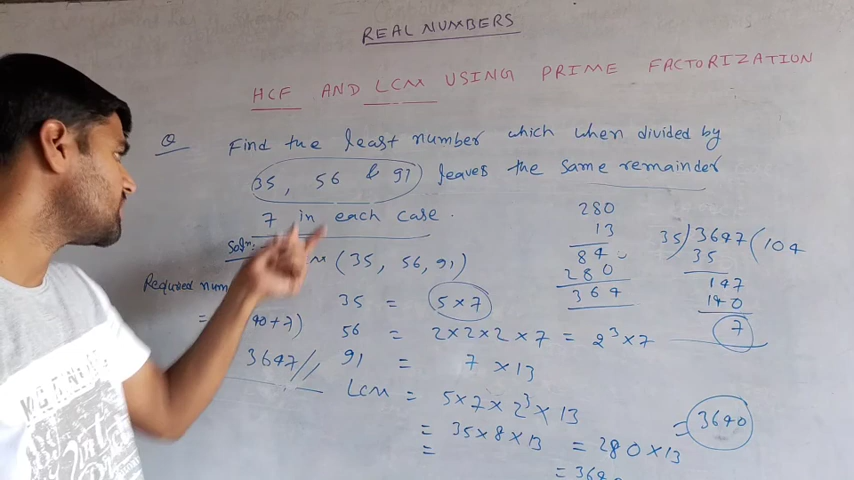 REAL NUMBERS
HCF AND LCM USING PRIME FACTORIZATION
Q Find the least number which when divided by
35, 56 & 91 leaves the same remainder
7 in each case.
Soln:-
(35, 56, 91)
Required num
= 40+7)
3647//
35 = 5×7
56 = 2×2×2×7 = 2³×7
91 = 7×13
LCM = 5×7×2³×13
= 35×8×13 = 280×13
=
= 3640
280
13
84
280
364
35)3647(104
35
147
140
7